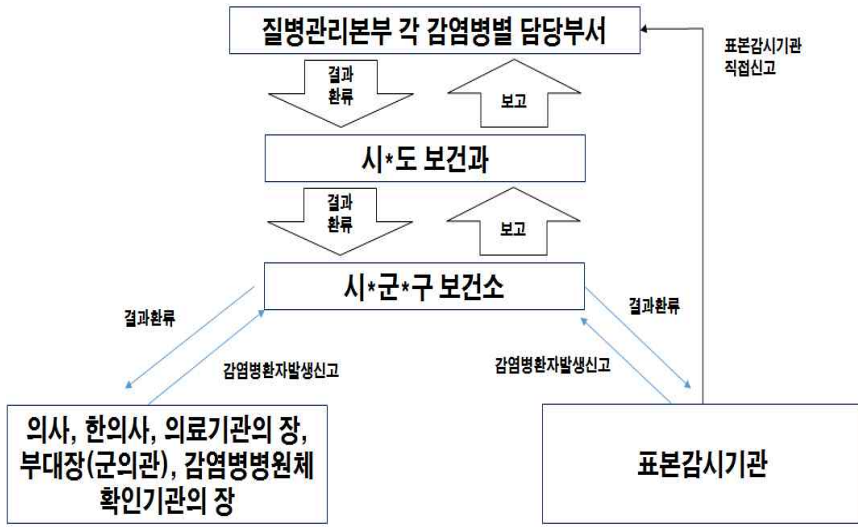 질병관리본부 각 감염병별 담당부서
표본감시기관
직접신고
결과
환류
보고
시*도 보건과
결과
환류
보고
시*군*구 보건소
결과환류
결과환류
감염병환자발생신고
감염병환자발생신고
의사, 한의사, 의료기관의 장,
부대장(군의관), 감염병병원체
확인기관의 장
표본감시기관